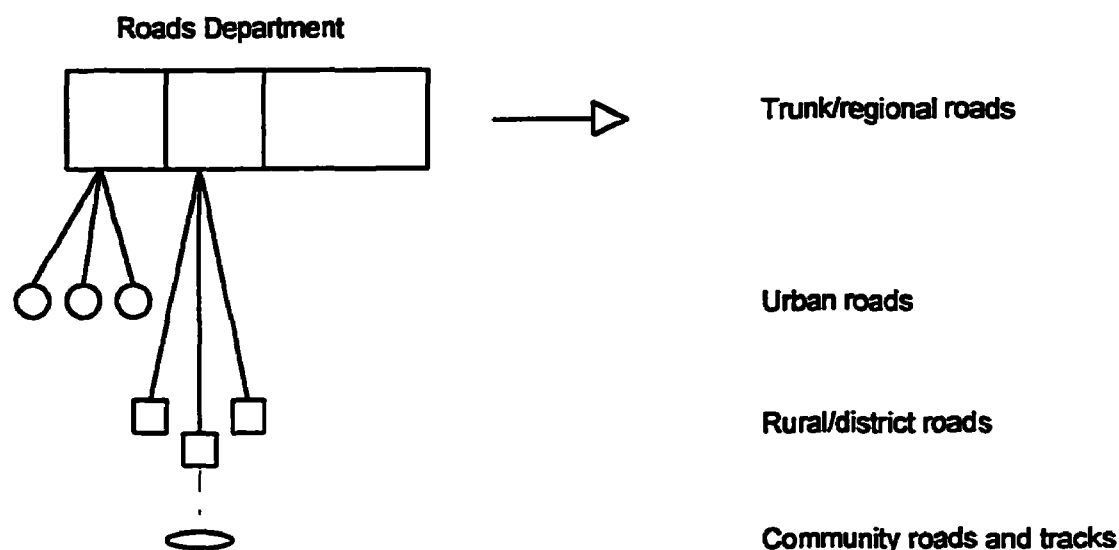 Roads Department
Trunk/regional roads
Urban roads
Rural/district roads
Community roads and tracks